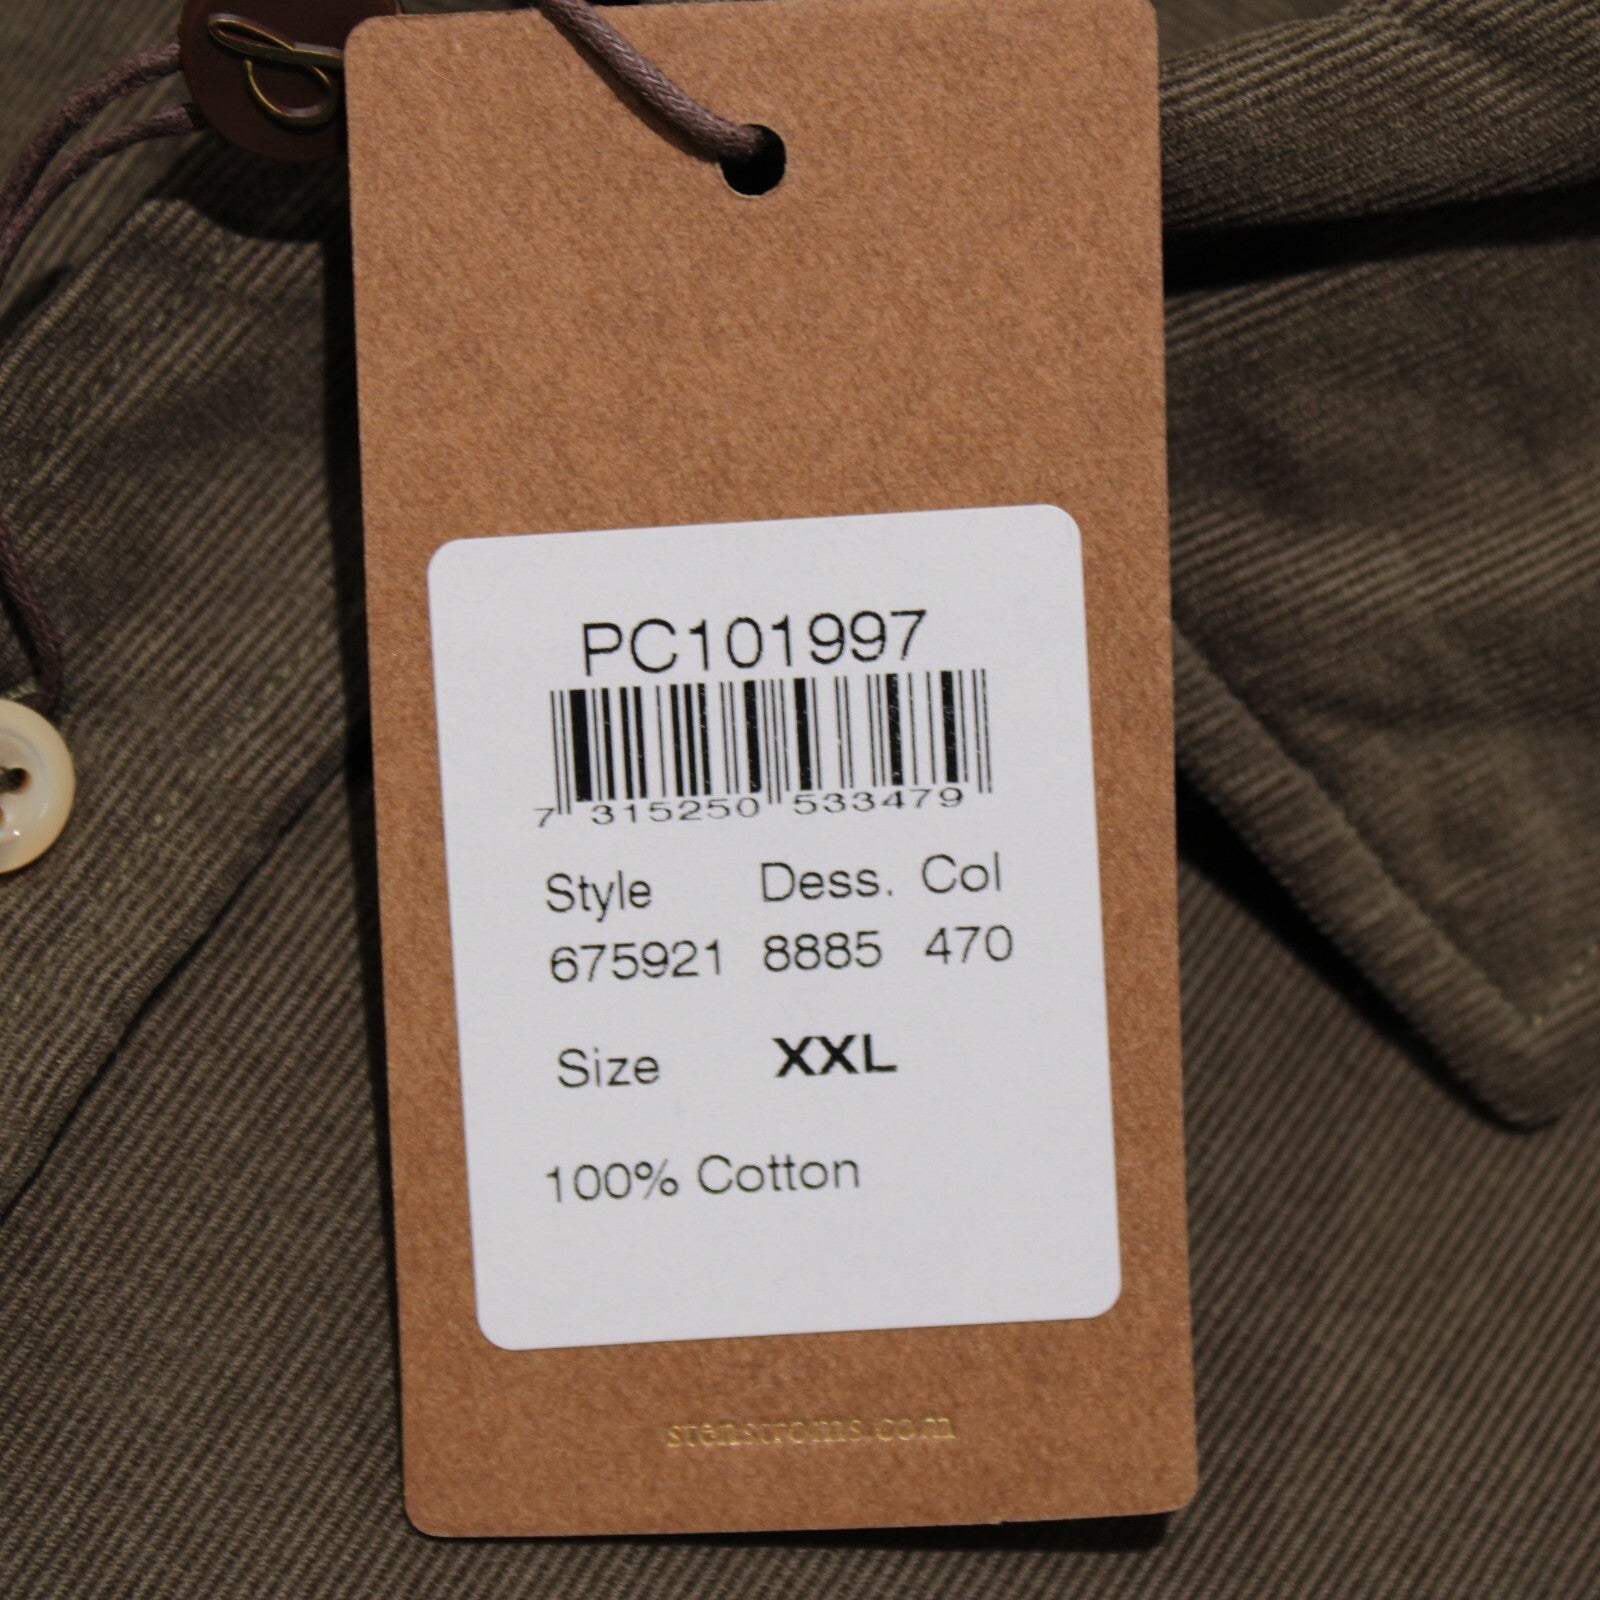 PC101997
7 315250 533479
Style Dess. Col
675921 8885 470
Size XXL
100% Cotton
stenstroms.com